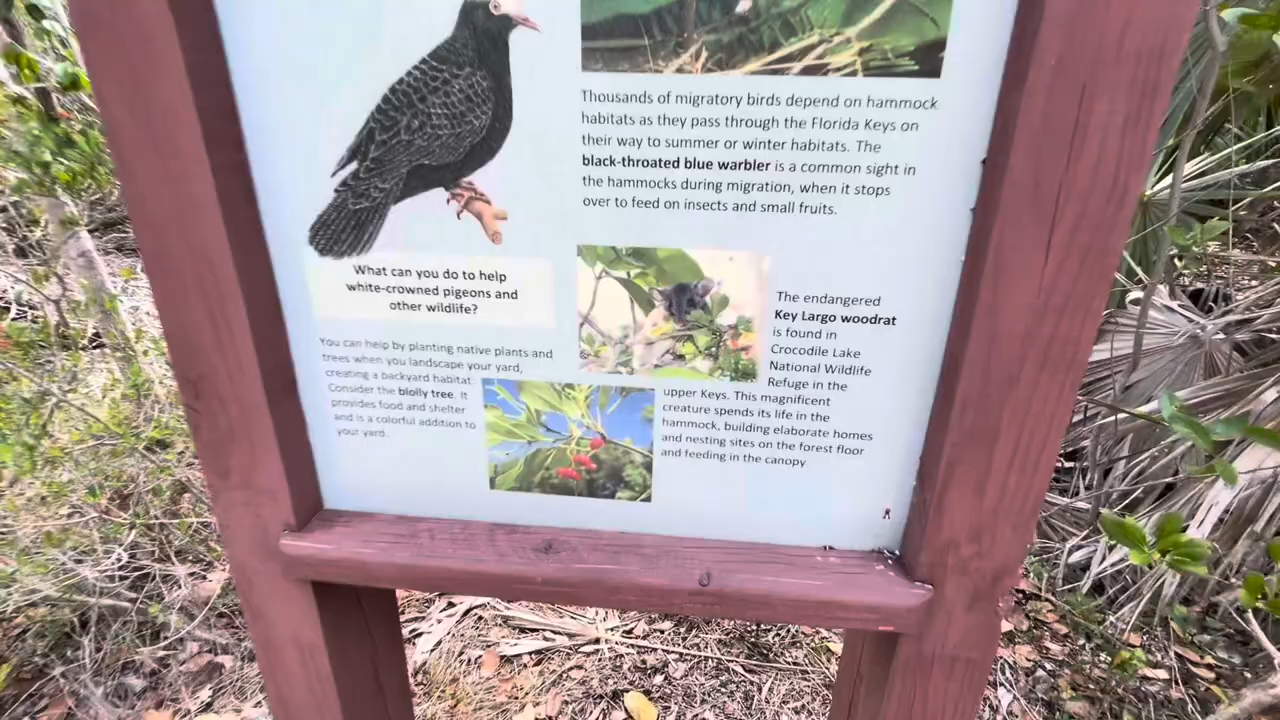 Thousands of migratory birds depend on hammock
habitats as they pass through the Florida Keys on
their way to summer or winter habitats. The
black-throated blue warbler is a common sight in
the hammocks during migration, when it stops
over to feed on insects and small fruits.
What can you do to help
white-crowned pigeons and
other wildlife?
You can help by planting native plants and
trees when you landscape your yard,
creating a backyard habitat.
Consider the blolly tree. It
provides food and shelter
and is a colorful addition to
your yard.
The endangered
Key Largo woodrat
is found in
Crocodile Lake
National Wildlife
Refuge in the
upper Keys. This magnificent
creature spends its life in the
hammock, building elaborate homes
and nesting sites on the forest floor
and feeding in the canopy